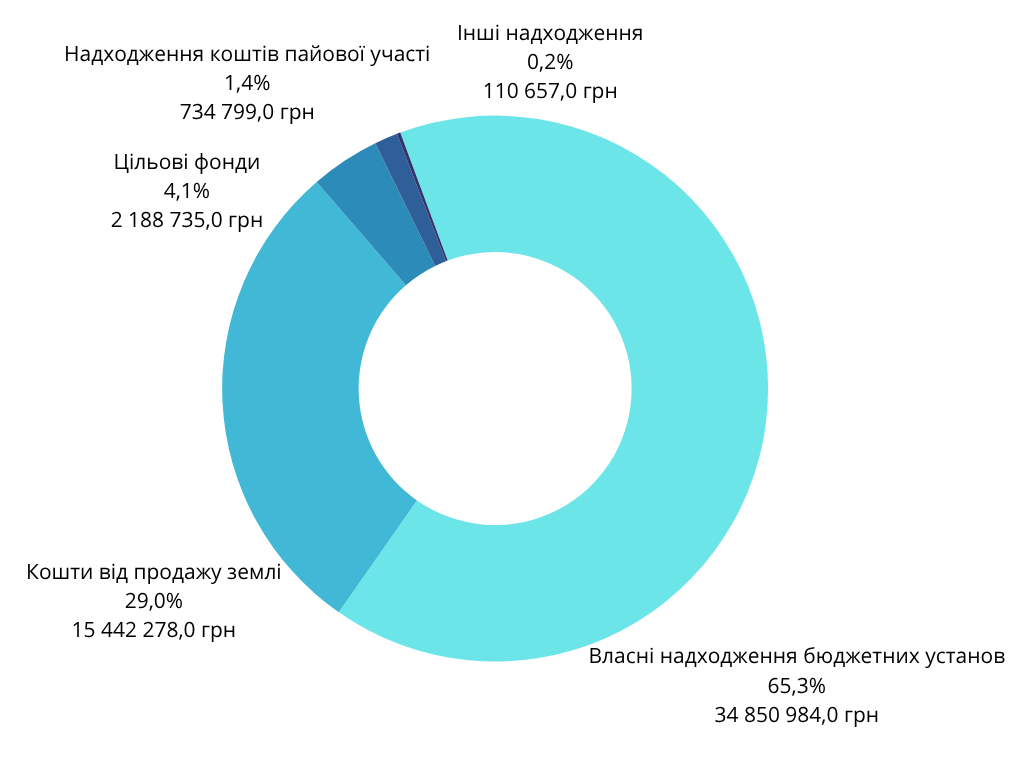 Інші надходження
0,2%
110 657,0 грн
Надходження коштів пайової участі
1,4%
734 799,0 грн
Цільові фонди
4,1%
2 188 735,0 грн
Кошти від продажу землі
29,0%
15 442 278,0 грн
Власні надходження бюджетних установ
65,3%
34 850 984,0 грн